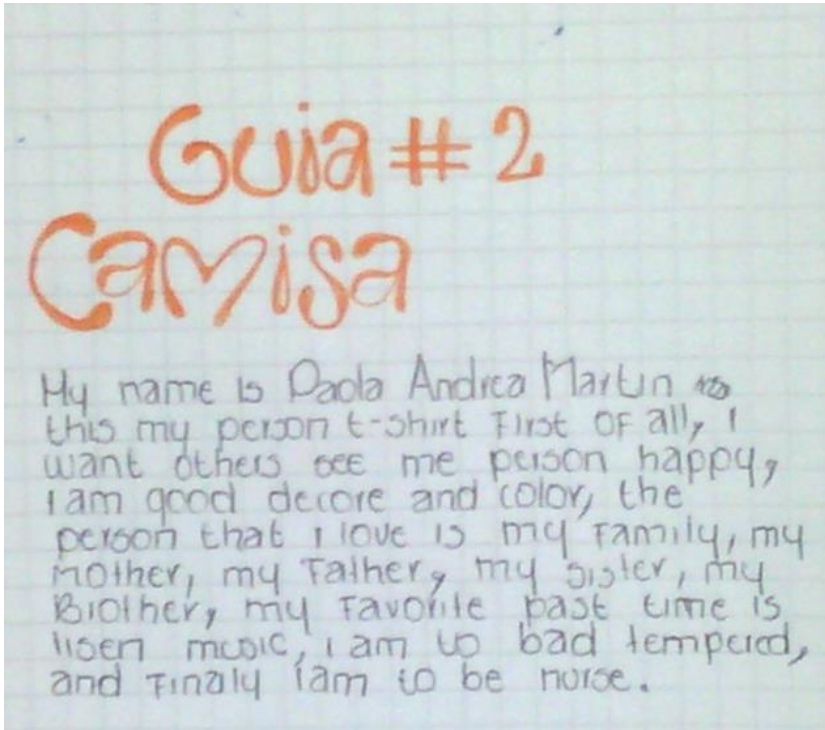 Guia # 2
Camisa
My name is Paola Andrea Martin
this my person t-shirt First of all, I
want others see me person happy,
I am good decore and color, the
person that I love is my Family, my
Mother, my Father, my sister, my
Brother, my Favorite past time is
lisen music, i am to bad tempered,
and Finaly iam to be nurse.